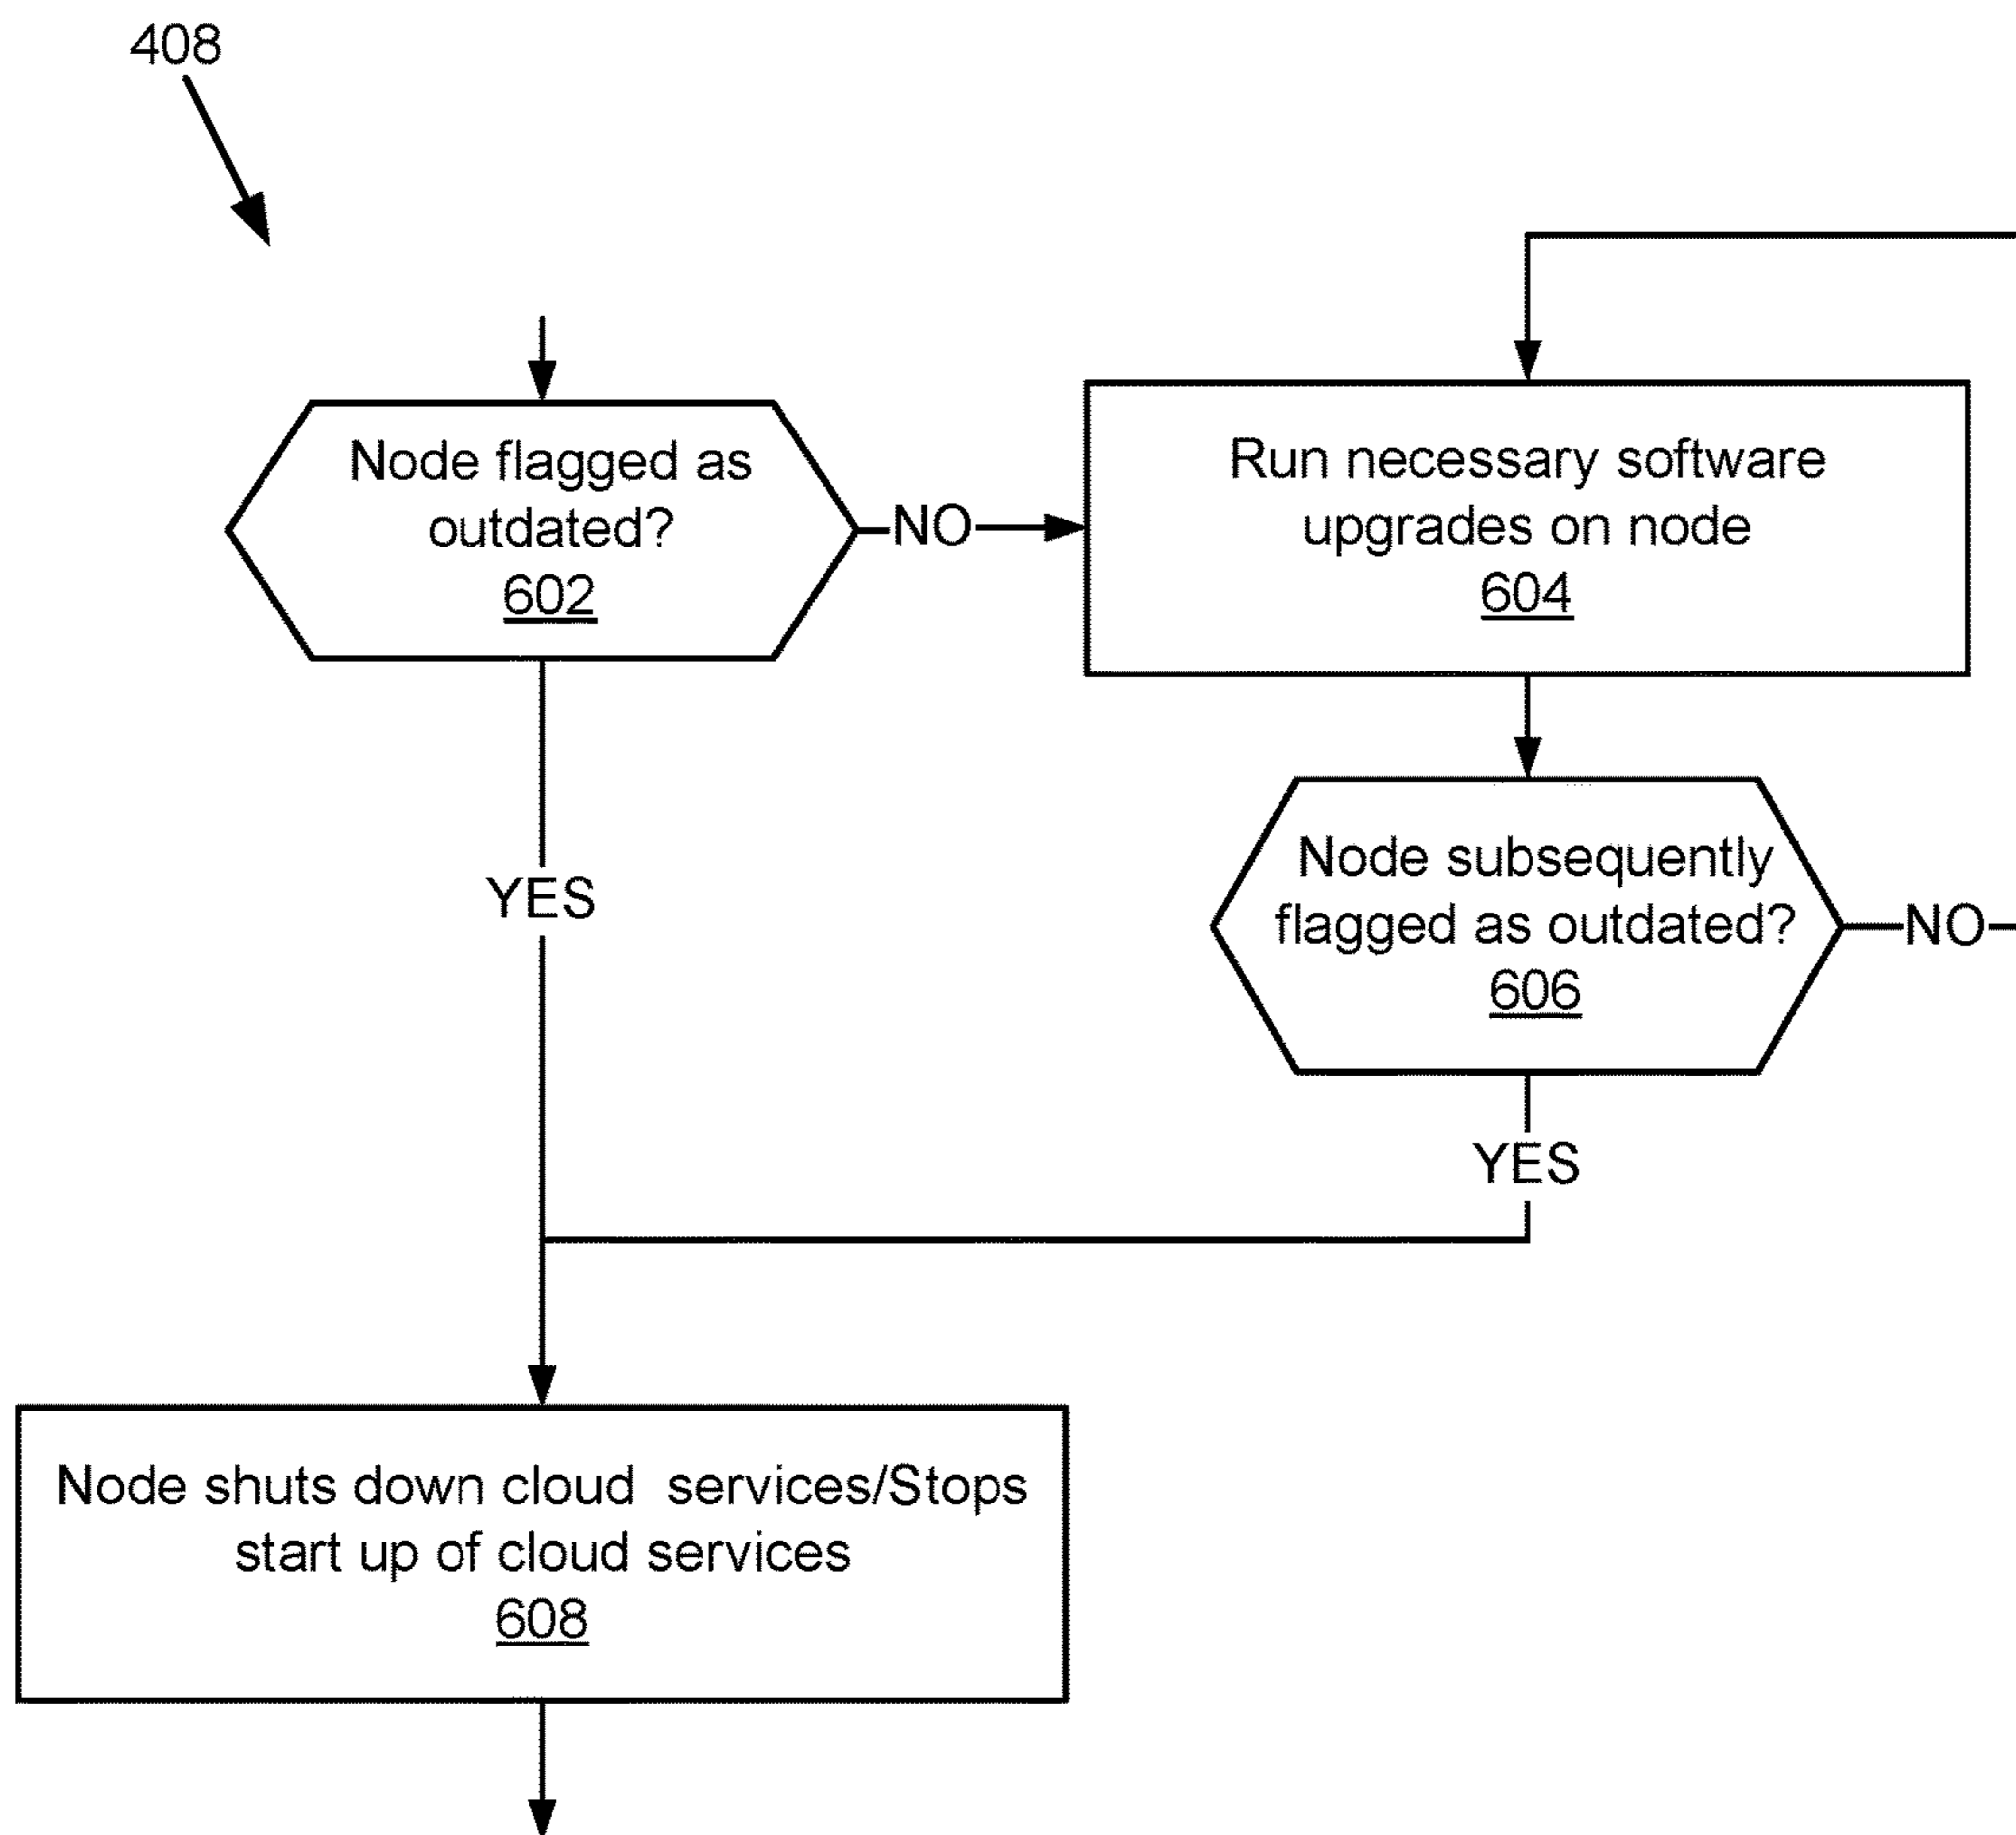 408
Node flagged as
outdated?
602
NO
Run necessary software
upgrades on node
604
YES
Node subsequently
flagged as outdated?
606
NO
YES
Node shuts down cloud services/Stops
start up of cloud services
608